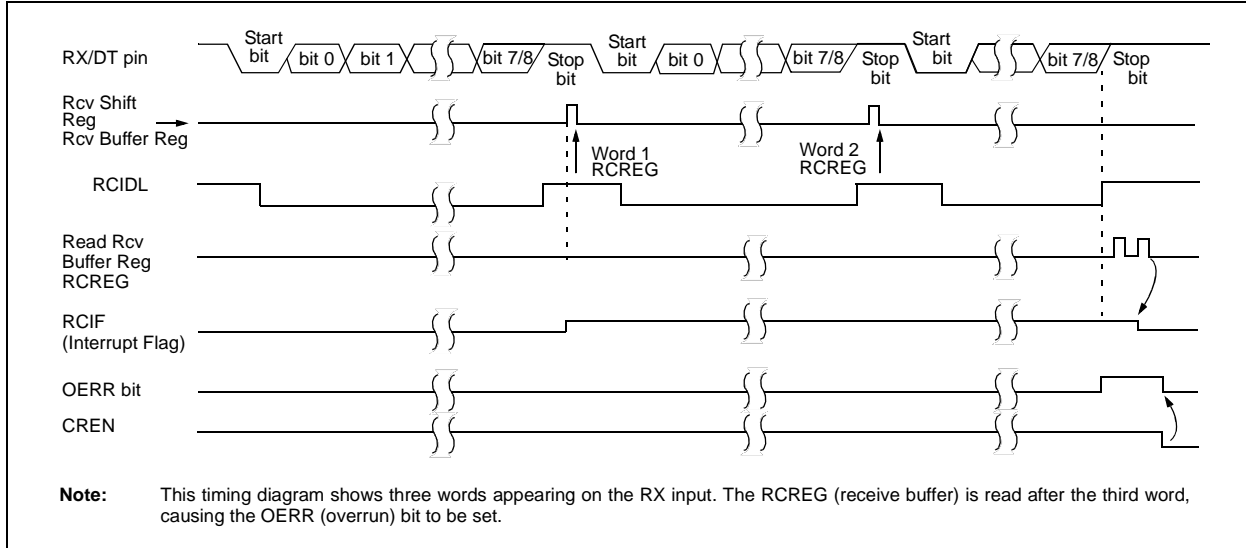 RX/DT pin
Start
bit
bit 0
bit 1
bit 7/8
Stop
bit
Start
bit
bit 0
bit 7/8
Stop
bit
Start
bit
bit 7/8
Stop
bit
Rcv Shift
Reg
Rcv Buffer Reg
Word 1
RCREG
Word 2
RCREG
RCIDL
Read Rcv
Buffer Reg
RCREG
RCIF
(Interrupt Flag)
OERR bit
CREN
Note: This timing diagram shows three words appearing on the RX input. The RCREG (receive buffer) is read after the third word,
causing the OERR (overrun) bit to be set.